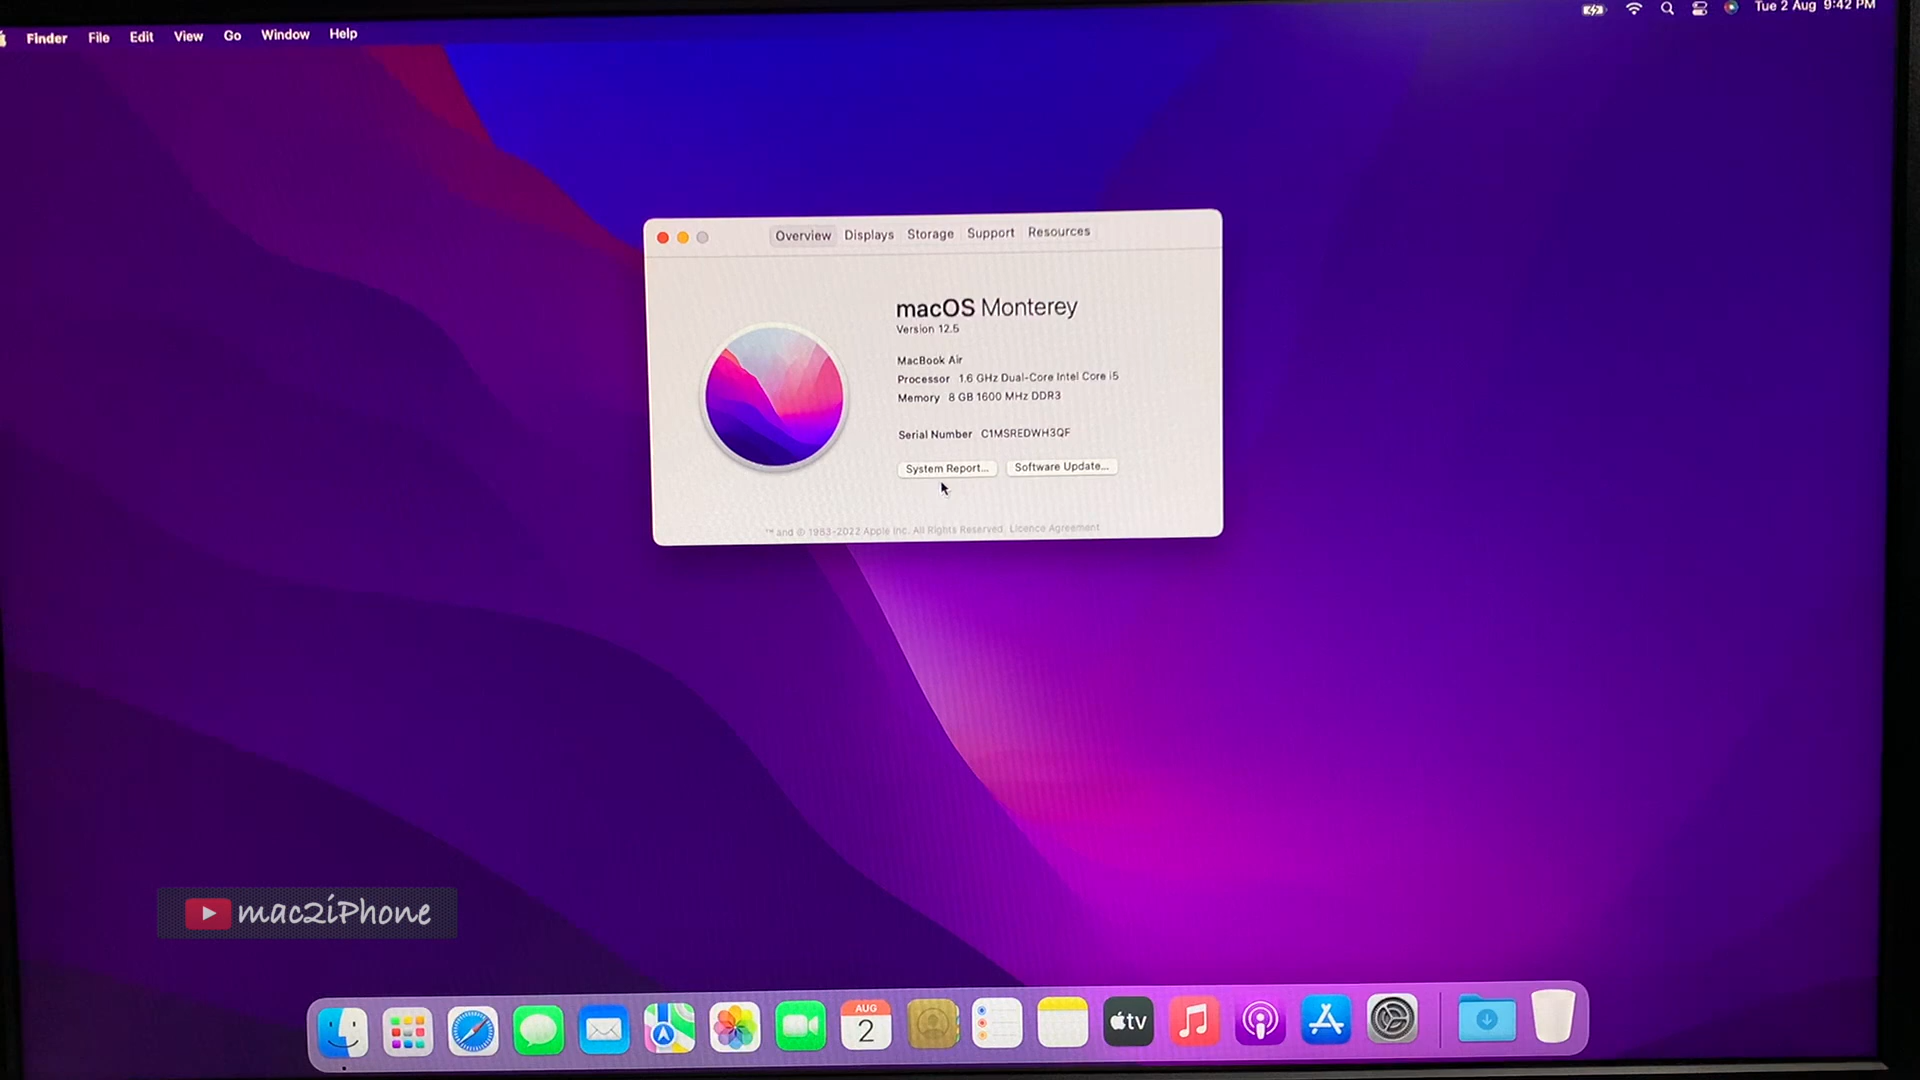 Finder File Edit View Go Window Help
Tue 2 Aug 9:42 PM
Overview Displays Storage Support Resources
macOS Monterey
Version 12.5
MacBook Air
Processor 1.6 GHz Dual-Core Intel Core i5
Memory 8 GB 1600 MHz DDR3
Serial Number C1MSREDWH3QF
System Report... Software Update...
™ and © 1983-2022 Apple Inc. All Rights Reserved. Licence Agreement
mac2iPhone
AUG
2
tv